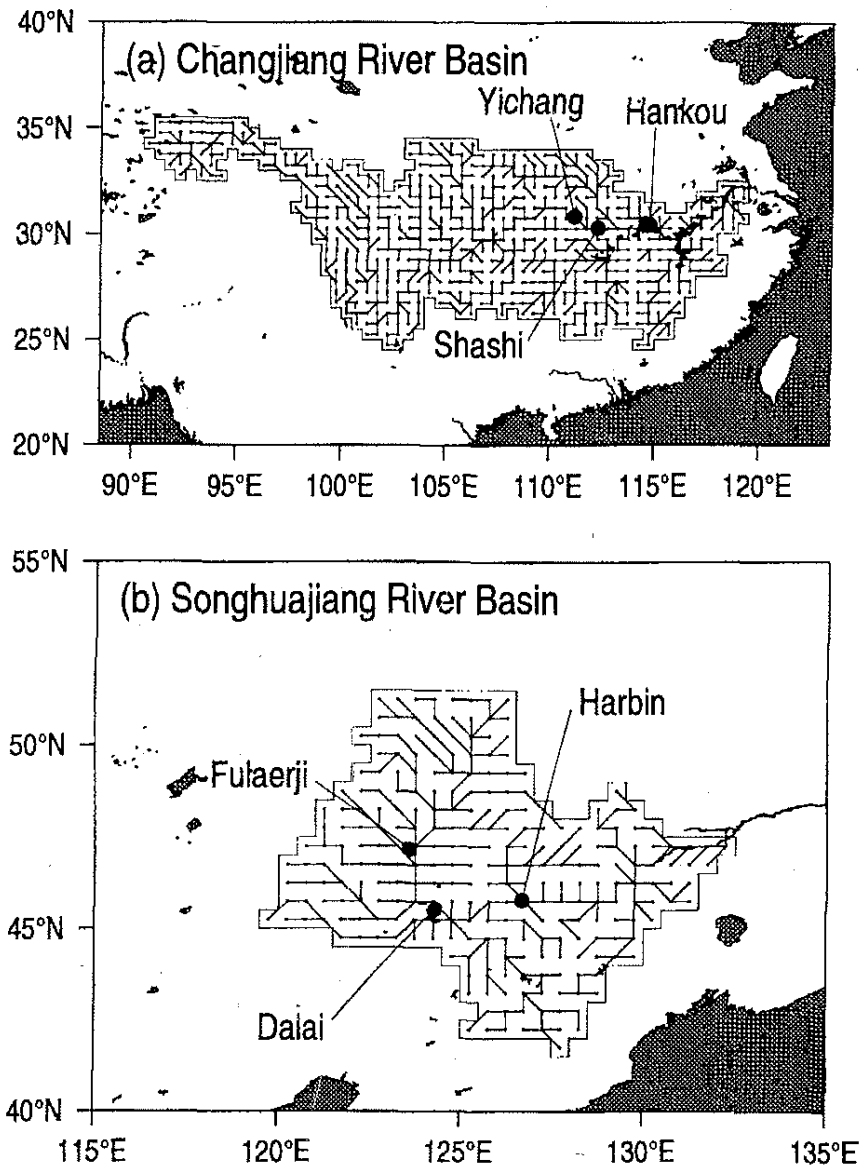 40°N
(a) Changjiang River Basin
Yichang
Hankou
35°N
30°N
25°N
Shashi
20°N
90°E 95°E 100°E 105°E 110°E 115°E 120°E
55°N
(b) Songhuajiang River Basin
Harbin
50°N
Fulaerji
45°N
Dalai
40°N
115°E 120°E 125°E 130°E 135°E